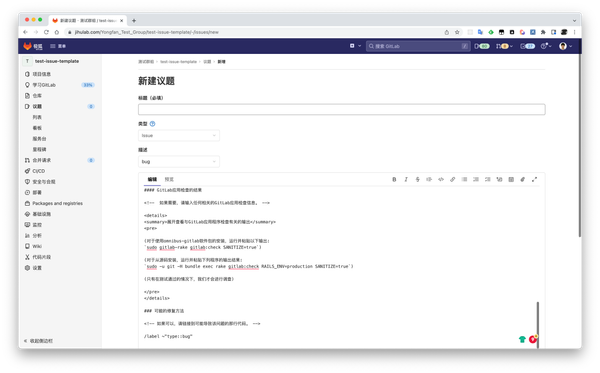 新建议题 · 测试群组 / test-iss
jihulab.com/Yongfan_Test_Group/test-issue-template/-/issues/new
极狐
菜单
搜索 GitLab
T test-issue-template
测试群组 › test-issue-template › 议题 › 新增
项目信息
学习GitLab
仓库
议题 0
列表
看板
服务台
里程碑
合并请求 0
CI/CD
安全与合规
部署
Packages and registries
基础设施
监控
分析
Wiki
代码片段
设置
收起侧边栏
新建议题
标题（必填）
类型
issue
描述
bug
编辑 预览
#### GitLab应用检查的结果
<!-- 如果需要，请输入任何相关的GitLab应用检查信息。 -->
<details>
<summary>展开查看与GitLab应用程序检查有关的输出</summary>
<pre>
(对于使用omnibus-gitlab软件包的安装，运行并粘贴以下输出:
`sudo gitlab-rake gitlab:check SANITIZE=true`)
(对于从源码安装，运行并粘贴下列程序的输出结果:
`sudo -u git -H bundle exec rake gitlab:check RAILS_ENV=production SANITIZE=true`)
(只有在测试通过的情况下，我们才会进行调查)
</pre>
</details>
### 可能的修复方法
<!-- 如果可以，请链接到可能导致该问题的那行代码。 -->
/label ~"type::bug"